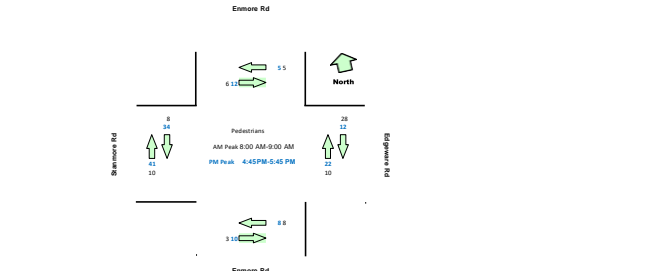 Enmore Rd
5 5
6 12
North
8
34
28
12
Pedestrians
AM Peak 8:00 AM-9:00 AM
PM Peak 4:45PM-5:45 PM
Stanmore Rd
Edgeware Rd
41
10
22
10
8 8
3 10
Enmore Rd